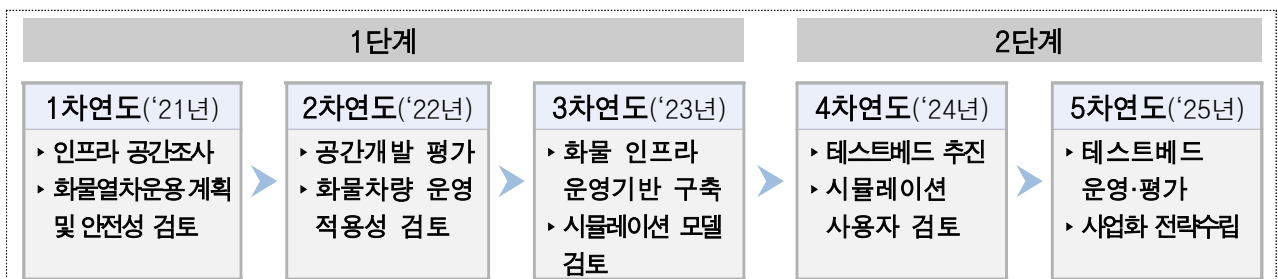 1단계
1차연도(‘21년)
▸ 인프라 공간조사
▸ 화물열차운용 계획
및 안전성 검토
2차연도(‘22년)
▸ 공간개발 평가
▸ 화물차량 운영
적용성 검토
3차연도(‘23년)
▸ 화물 인프라
운영기반 구축
▸ 시뮬레이션 모델
검토
2단계
4차연도(‘24년)
▸ 테스트베드 추진
▸ 시뮬레이션
사용자 검토
5차연도(‘25년)
▸ 테스트베드
운영·평가
▸ 사업화 전략수립